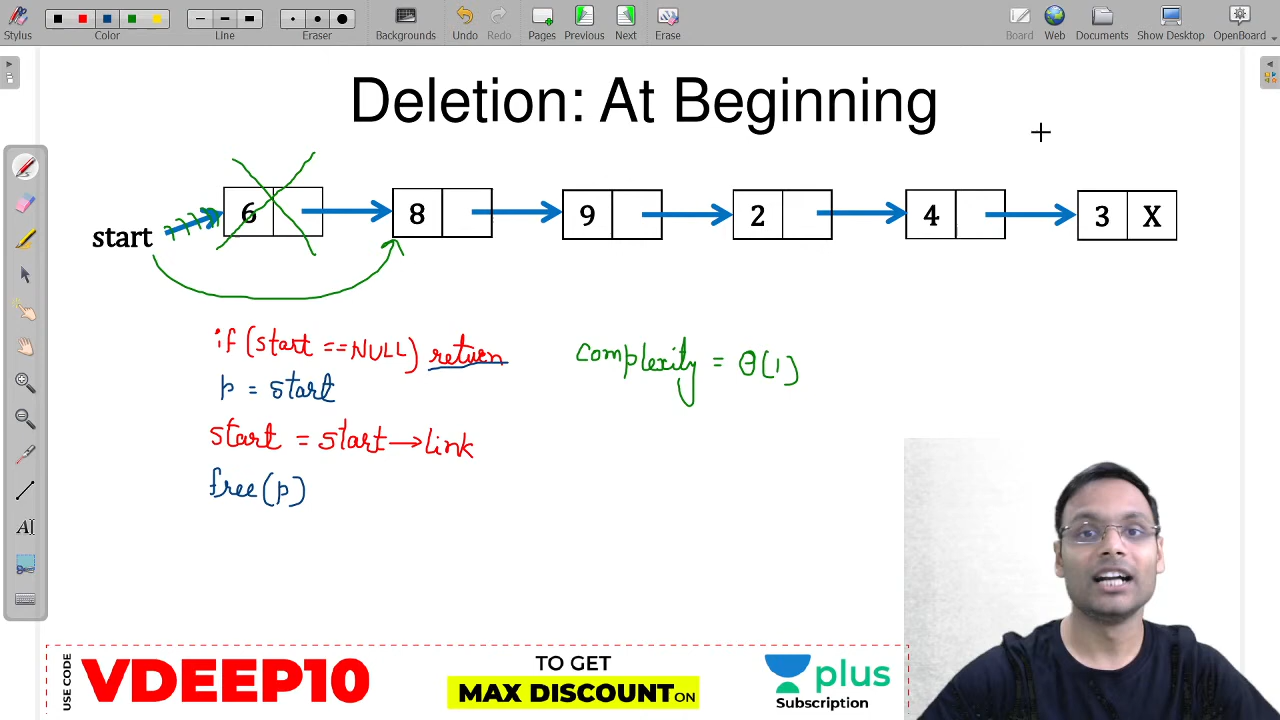 Stylus
Color
Line
Eraser
Backgrounds
Undo
Redo
Pages
Previous
Next
Erase
Board
Web
Documents
Show Desktop
OpenBoard
Deletion: At Beginning
start
6
8
9
2
4
3 X
if (start == NULL) return
p = start
start = start → link
free(p)
complexity = θ(1)
AI
USE CODE
VDEEP10
TO GET
MAX DISCOUNT ON
plus
Subscription